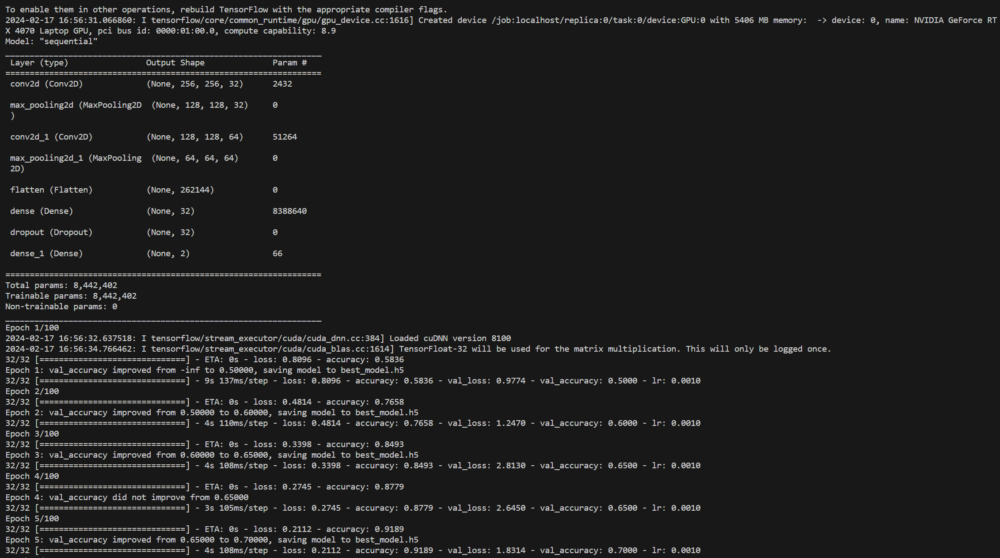 To enable them in other operations, rebuild TensorFlow with the appropriate compiler flags.
2024-02-17 16:56:31.066860: I tensorflow/core/common_runtime/gpu/gpu_device.cc:1616] Created device /job:localhost/replica:0/task:0/device:GPU:0 with 5406 MB memory:  -> device: 0, name: NVIDIA GeForce RT
X 4070 Laptop GPU, pci bus id: 0000:01:00.0, compute capability: 8.9
Model: "sequential"
_________________________________________________________________
 Layer (type)                Output Shape              Param #
=================================================================
 conv2d (Conv2D)             (None, 256, 256, 32)      2432
 max_pooling2d (MaxPooling2D  (None, 128, 128, 32)     0
 )
 conv2d_1 (Conv2D)           (None, 128, 128, 64)      51264
 max_pooling2d_1 (MaxPooling  (None, 64, 64, 64)       0
 2D)
 flatten (Flatten)           (None, 262144)            0
 dense (Dense)               (None, 32)                8388640
 dropout (Dropout)           (None, 32)                0
 dense_1 (Dense)             (None, 2)                 66
=================================================================
Total params: 8,442,402
Trainable params: 8,442,402
Non-trainable params: 0
_________________________________________________________________
Epoch 1/100
2024-02-17 16:56:32.637518: I tensorflow/stream_executor/cuda/cuda_dnn.cc:384] Loaded cuDNN version 8100
2024-02-17 16:56:34.766462: I tensorflow/stream_executor/cuda/cuda_blas.cc:1614] TensorFloat-32 will be used for the matrix multiplication. This will only be logged once.
32/32 [==============================] - ETA: 0s - loss: 0.8096 - accuracy: 0.5836
Epoch 1: val_accuracy improved from -inf to 0.50000, saving model to best_model.h5
32/32 [==============================] - 9s 137ms/step - loss: 0.8096 - accuracy: 0.5836 - val_loss: 0.9774 - val_accuracy: 0.5000 - lr: 0.0010
Epoch 2/100
32/32 [==============================] - ETA: 0s - loss: 0.4814 - accuracy: 0.7658
Epoch 2: val_accuracy improved from 0.50000 to 0.60000, saving model to best_model.h5
32/32 [==============================] - 4s 110ms/step - loss: 0.4814 - accuracy: 0.7658 - val_loss: 1.2470 - val_accuracy: 0.6000 - lr: 0.0010
Epoch 3/100
32/32 [==============================] - ETA: 0s - loss: 0.3398 - accuracy: 0.8493
Epoch 3: val_accuracy improved from 0.60000 to 0.65000, saving model to best_model.h5
32/32 [==============================] - 4s 108ms/step - loss: 0.3398 - accuracy: 0.8493 - val_loss: 2.8130 - val_accuracy: 0.6500 - lr: 0.0010
Epoch 4/100
32/32 [==============================] - ETA: 0s - loss: 0.2745 - accuracy: 0.8779
Epoch 4: val_accuracy did not improve from 0.65000
32/32 [==============================] - 3s 105ms/step - loss: 0.2745 - accuracy: 0.8779 - val_loss: 2.6450 - val_accuracy: 0.6500 - lr: 0.0010
Epoch 5/100
32/32 [==============================] - ETA: 0s - loss: 0.2112 - accuracy: 0.9189
Epoch 5: val_accuracy improved from 0.65000 to 0.70000, saving model to best_model.h5
32/32 [==============================] - 4s 108ms/step - loss: 0.2112 - accuracy: 0.9189 - val_loss: 1.8314 - val_accuracy: 0.7000 - lr: 0.0010